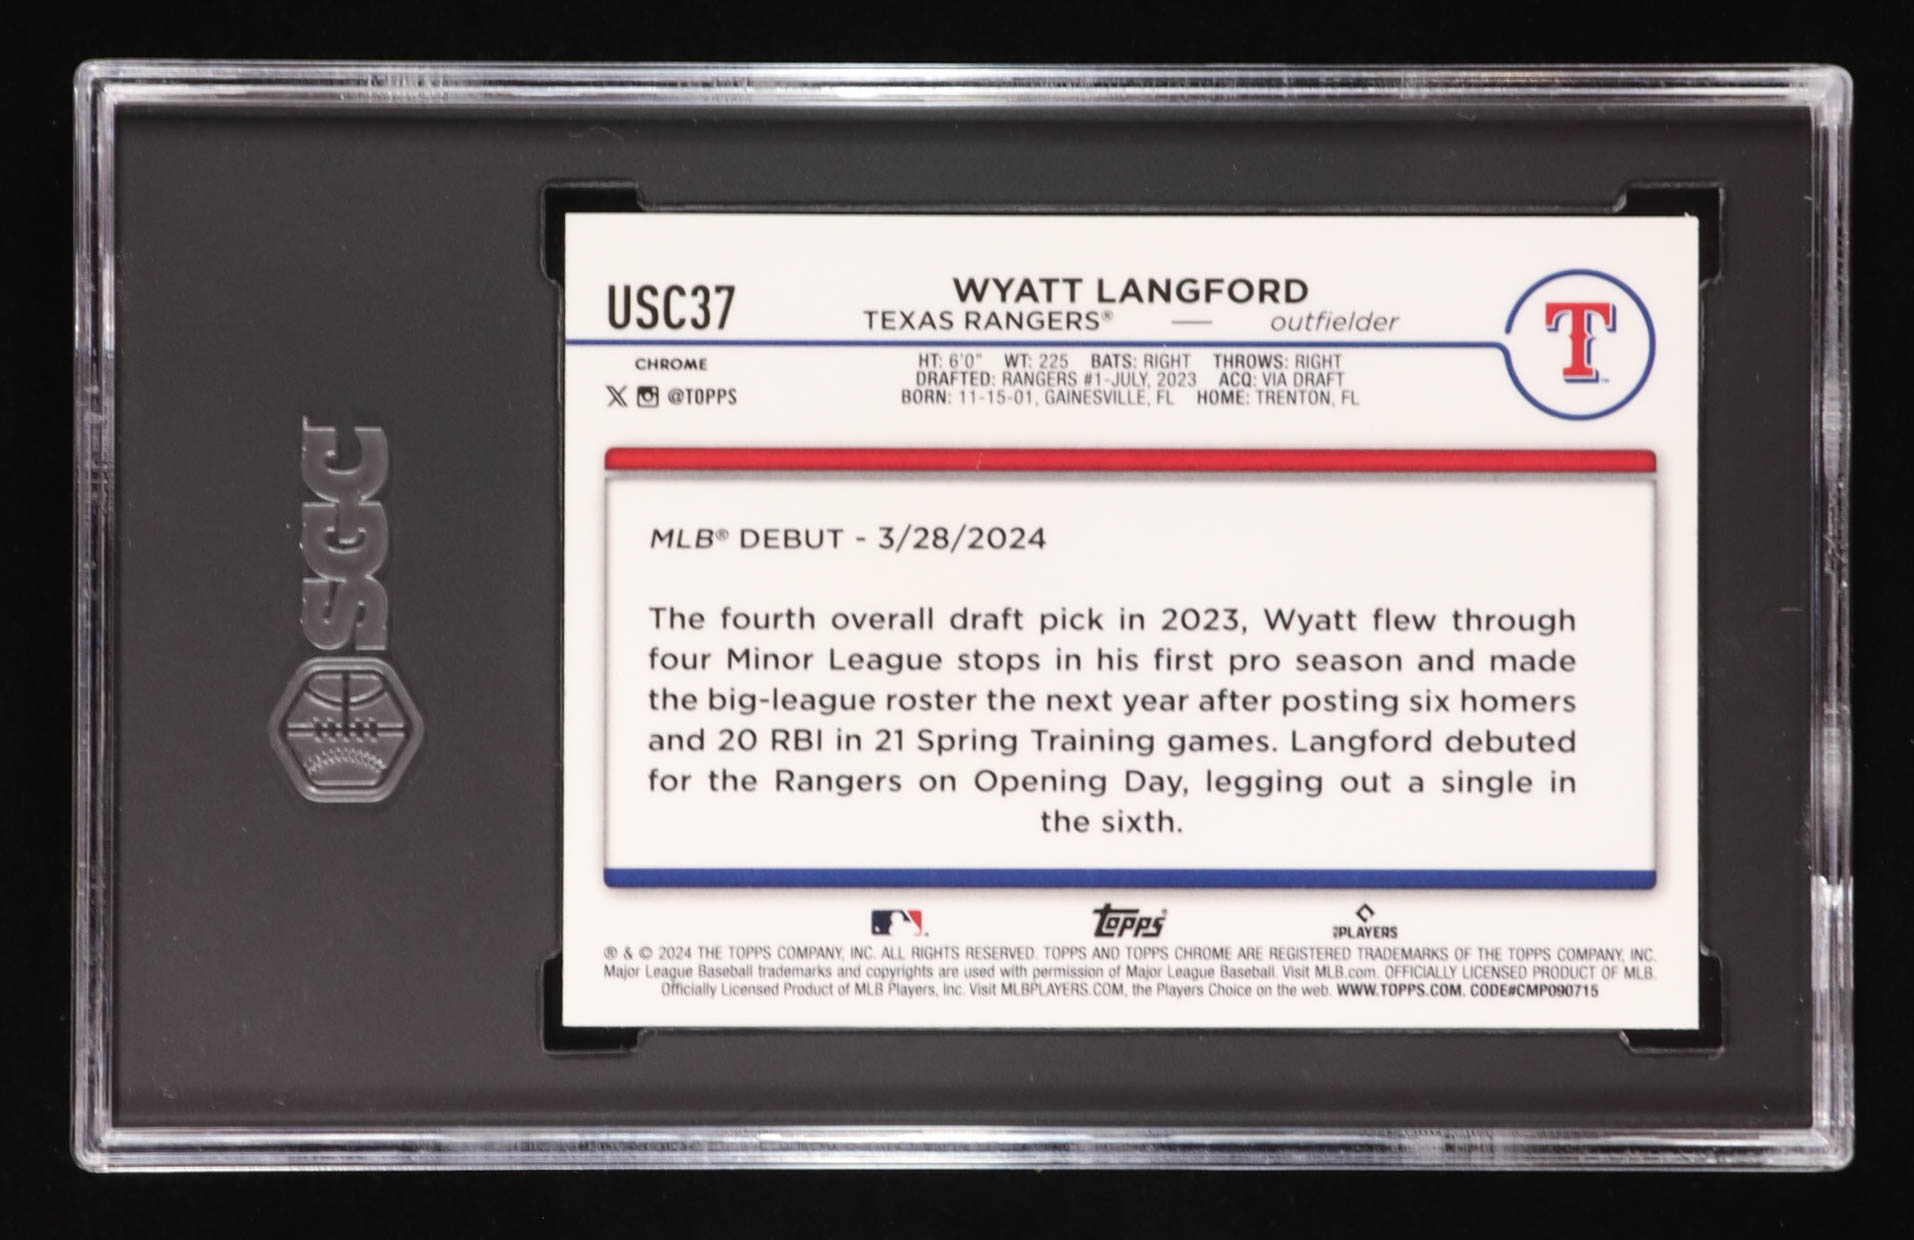 SGC
USC37
WYATT LANGFORD
TEXAS RANGERS® — outfielder
T
CHROME
@TOPPS
HT: 6'0" WT: 225 BATS: RIGHT THROWS: RIGHT
DRAFTED: RANGERS #1-JULY, 2023 ACQ: VIA DRAFT
BORN: 11-15-01, GAINESVILLE, FL HOME: TRENTON, FL
MLB® DEBUT - 3/28/2024
The fourth overall draft pick in 2023, Wyatt flew through
four Minor League stops in his first pro season and made
the big-league roster the next year after posting six homers
and 20 RBI in 21 Spring Training games. Langford debuted
for the Rangers on Opening Day, legging out a single in
the sixth.
Topps
PLAYERS
® & © 2024 THE TOPPS COMPANY, INC. ALL RIGHTS RESERVED. TOPPS AND TOPPS CHROME ARE REGISTERED TRADEMARKS OF THE TOPPS COMPANY, INC.
Major League Baseball trademarks and copyrights are used with permission of Major League Baseball. Visit MLB.com. OFFICIALLY LICENSED PRODUCT OF MLB.
Officially Licensed Product of MLB Players, Inc. Visit MLBPLAYERS.COM, the Players Choice on the web. WWW.TOPPS.COM. CODE#CMP090715